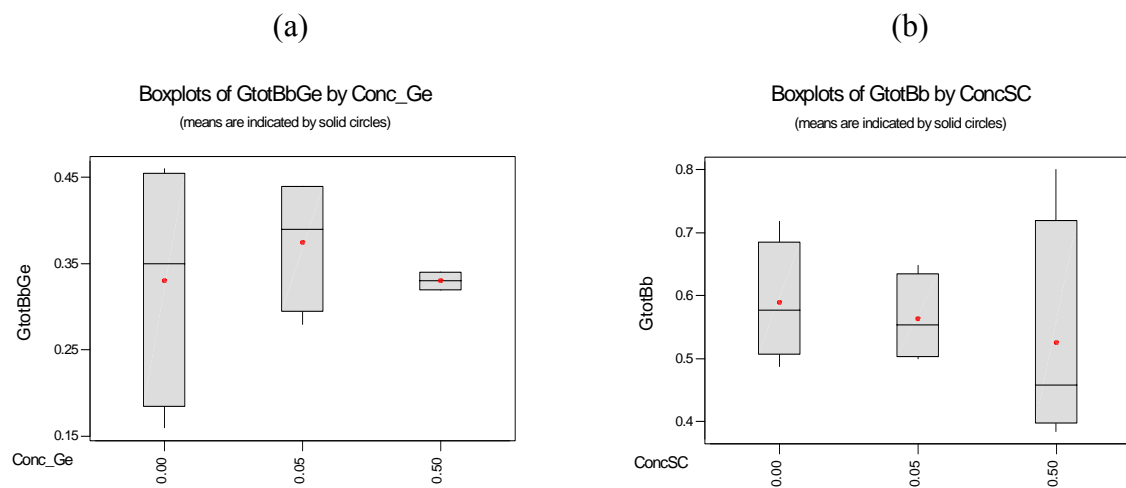 (a)
Boxplots of GtotBbGe by Conc_Ge
(means are indicated by solid circles)
0.45
0.35
0.25
0.15
GtotBbGe
Conc_Ge
0.00
0.05
0.50
(b)
Boxplots of GtotBb by ConcSC
(means are indicated by solid circles)
0.8
0.7
0.6
0.5
0.4
GtotBb
ConcSC
0.00
0.05
0.50